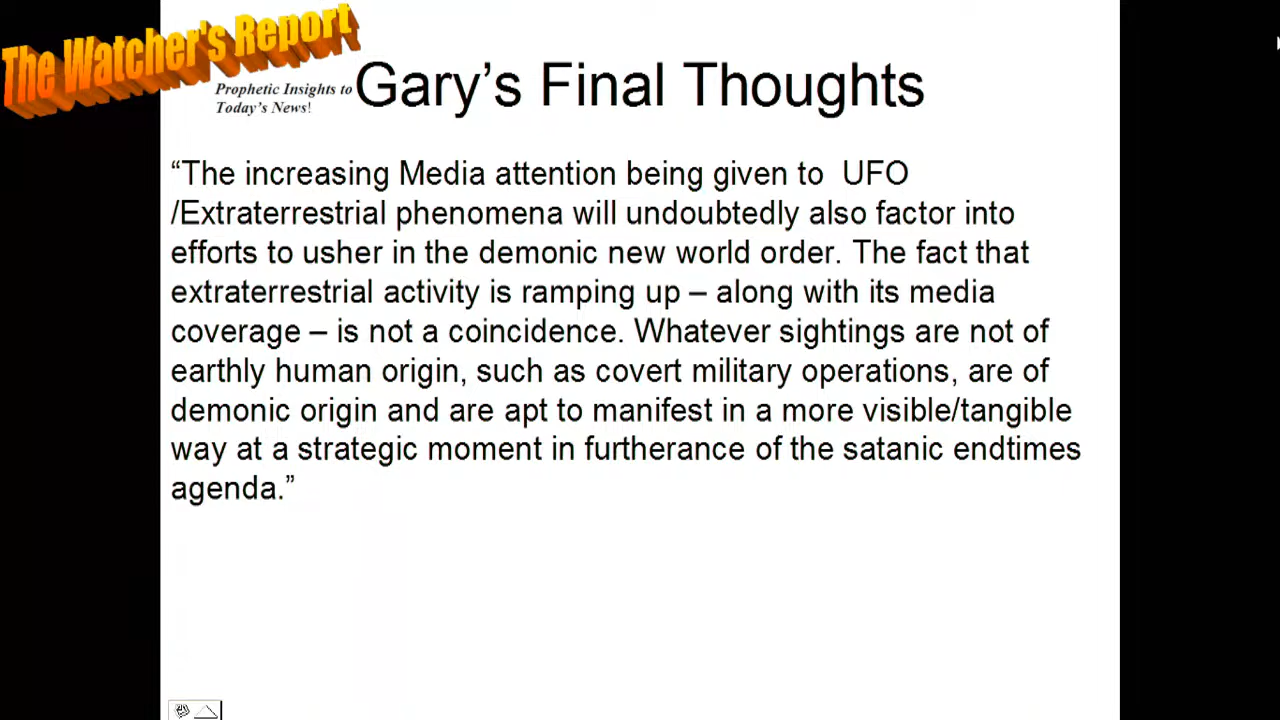 The Watcher's Report
Prophetic Insights to
Today's News!
Gary’s Final Thoughts
“The increasing Media attention being given to  UFO
/Extraterrestrial phenomena will undoubtedly also factor into
efforts to usher in the demonic new world order. The fact that
extraterrestrial activity is ramping up – along with its media
coverage – is not a coincidence. Whatever sightings are not of
earthly human origin, such as covert military operations, are of
demonic origin and are apt to manifest in a more visible/tangible
way at a strategic moment in furtherance of the satanic endtimes
agenda.”